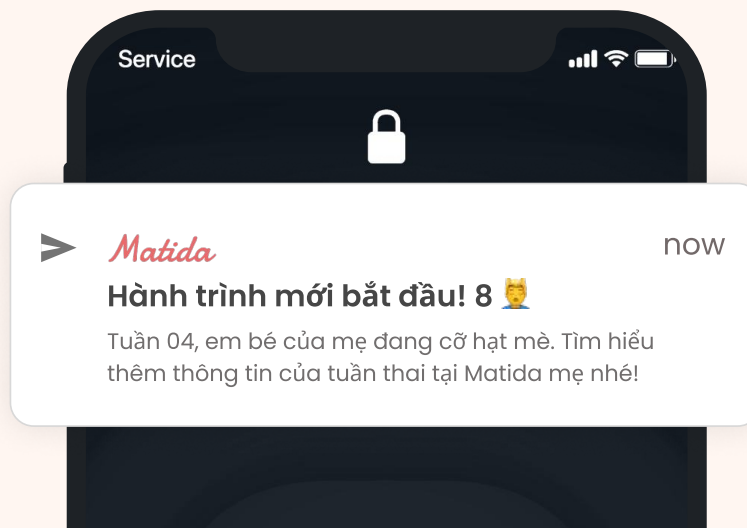 Service
Matida
now
Hành trình mới bắt đầu! 8 💆‍♂️
Tuần 04, em bé của mẹ đang cỡ hạt mè. Tìm hiểu
thêm thông tin của tuần thai tại Matida mẹ nhé!